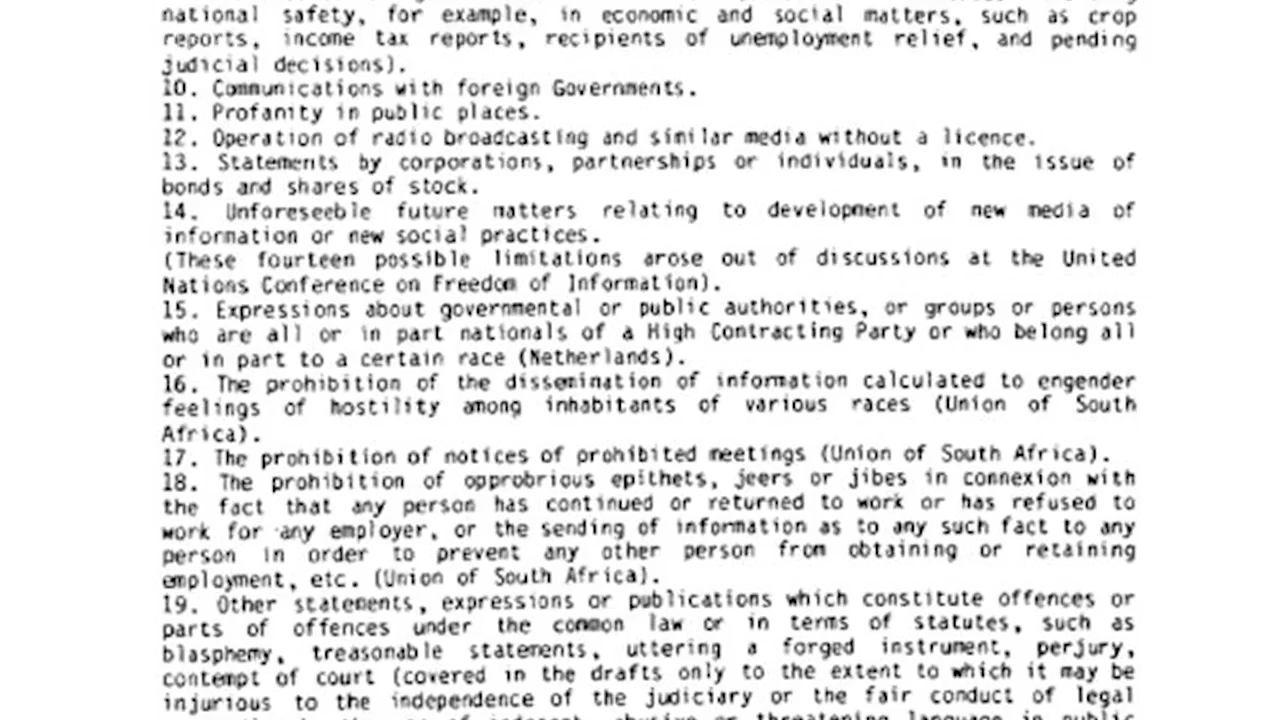 national safety, for example, in economic and social matters, such as crop
reports, income tax reports, recipients of unemployment relief, and pending
judicial decisions).
10. Communications with foreign Governments.
11. Profanity in public places.
12. Operation of radio broadcasting and similar media without a licence.
13. Statements by corporations, partnerships or individuals, in the issue of
bonds and shares of stock.
14. Unforeseeble future matters relating to development of new media of
information or new social practices.
(These fourteen possible limitations arose out of discussions at the United
Nations Conference on Freedom of Information).
15. Expressions about governmental or public authorities, or groups or persons
who are all or in part nationals of a High Contracting Party or who belong all
or in part to a certain race (Netherlands).
16. The prohibition of the dissemination of information calculated to engender
feelings of hostility among inhabitants of various races (Union of South
Africa).
17. The prohibition of notices of prohibited meetings (Union of South Africa).
18. The prohibition of opprobrious epithets, jeers or jibes in connexion with
the fact that any person has continued or returned to work or has refused to
work for any employer, or the sending of information as to any such fact to any
person in order to prevent any other person from obtaining or retaining
employment, etc. (Union of South Africa).
19. Other statements, expressions or publications which constitute offences or
parts of offences under the common law or in terms of statutes, such as
blasphemy, treasonable statements, uttering a forged instrument, perjury,
contempt of court (covered in the drafts only to the extent to which it may be
injurious to the independence of the judiciary or the fair conduct of legal
abusive or threatening language in public